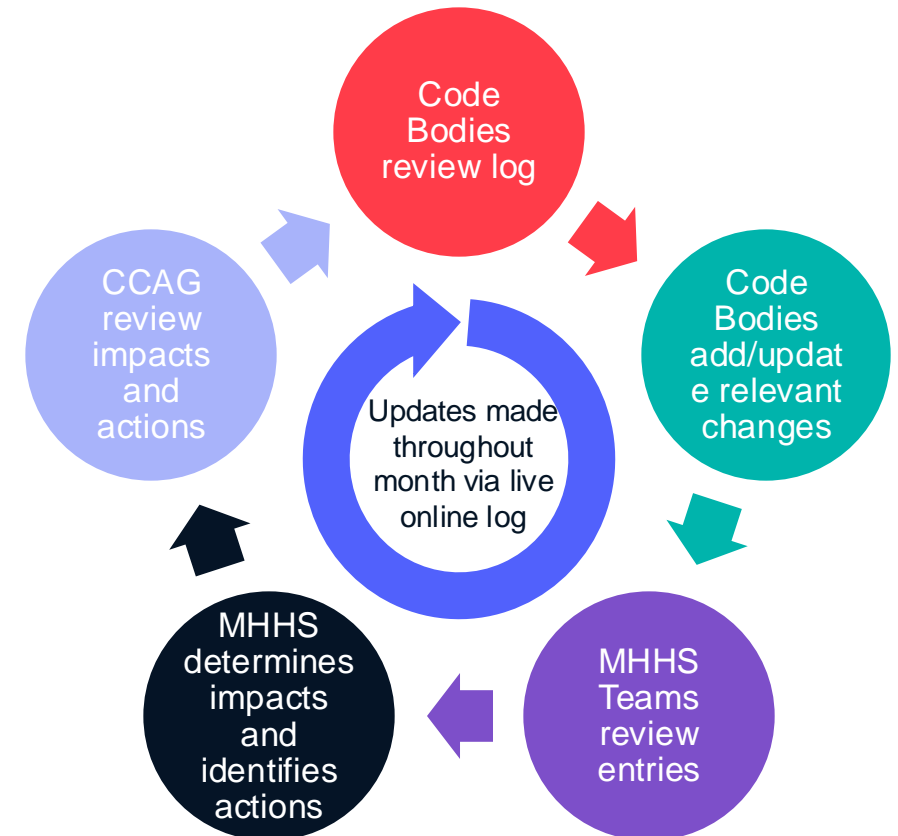 Code
Bodies
review log
Code
Bodies
add/updat
e relevant
changes
MHHS
Teams
review
entries
MHHS
determines
impacts
and
identifies
actions
CCAG
review
impacts
and
actions
Updates made
throughout
month via live
online log